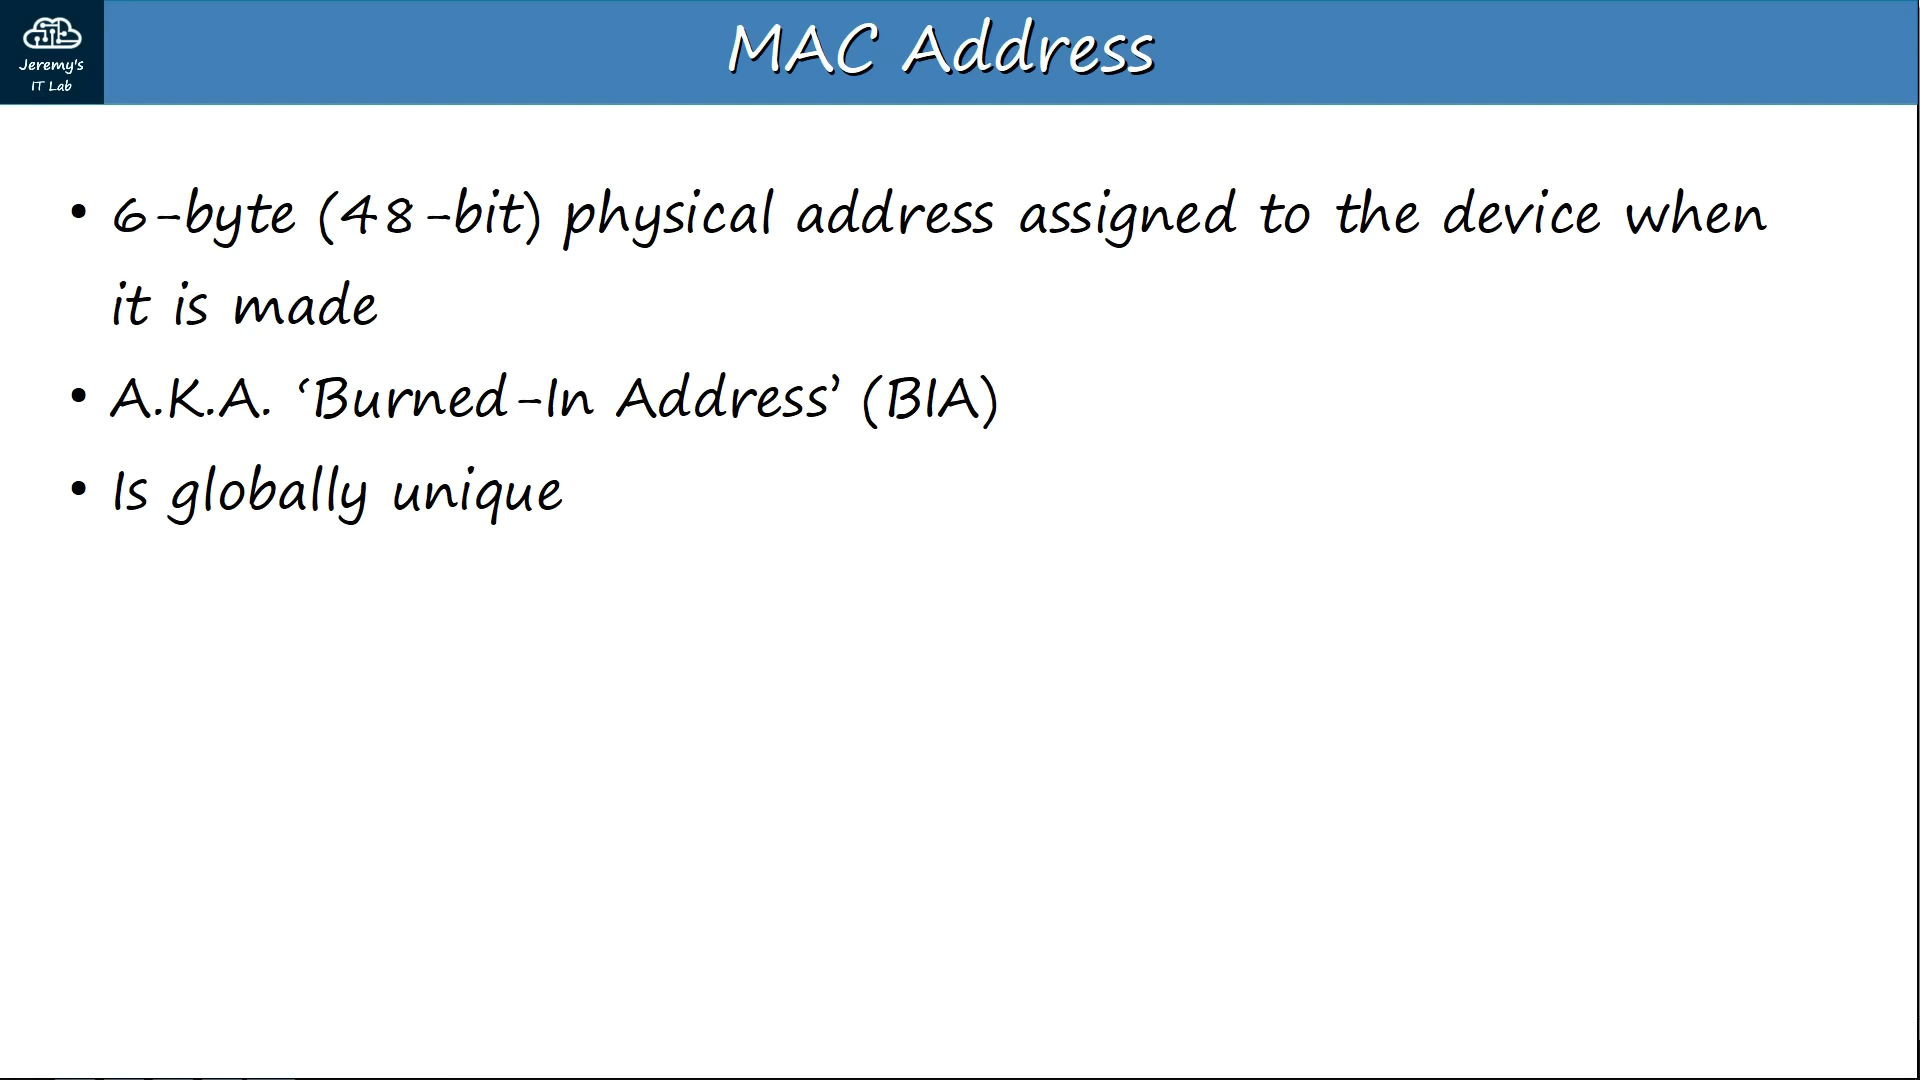 Jeremy's
IT Lab
MAC Address
• 6-byte (48-bit) physical address assigned to the device when
it is made
• A.K.A. ‘Burned-In Address’ (BIA)
• Is globally unique